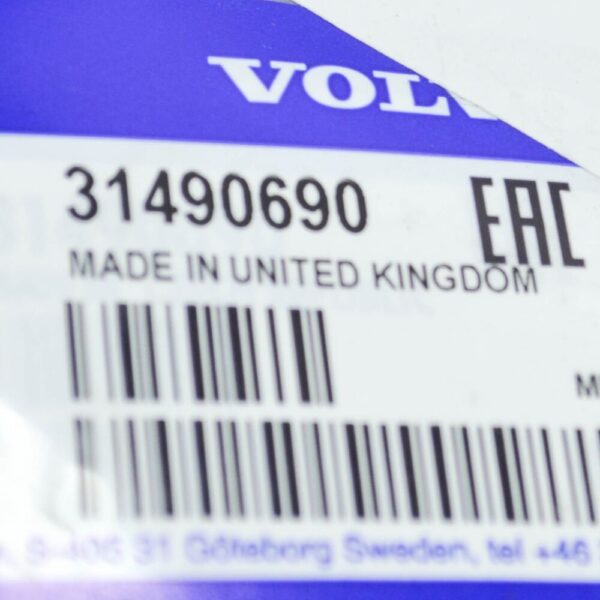 VOLV
31490690 EAC
MADE IN UNITED KINGDOM
M
S-405 31 Göteborg Sweden, tel +46